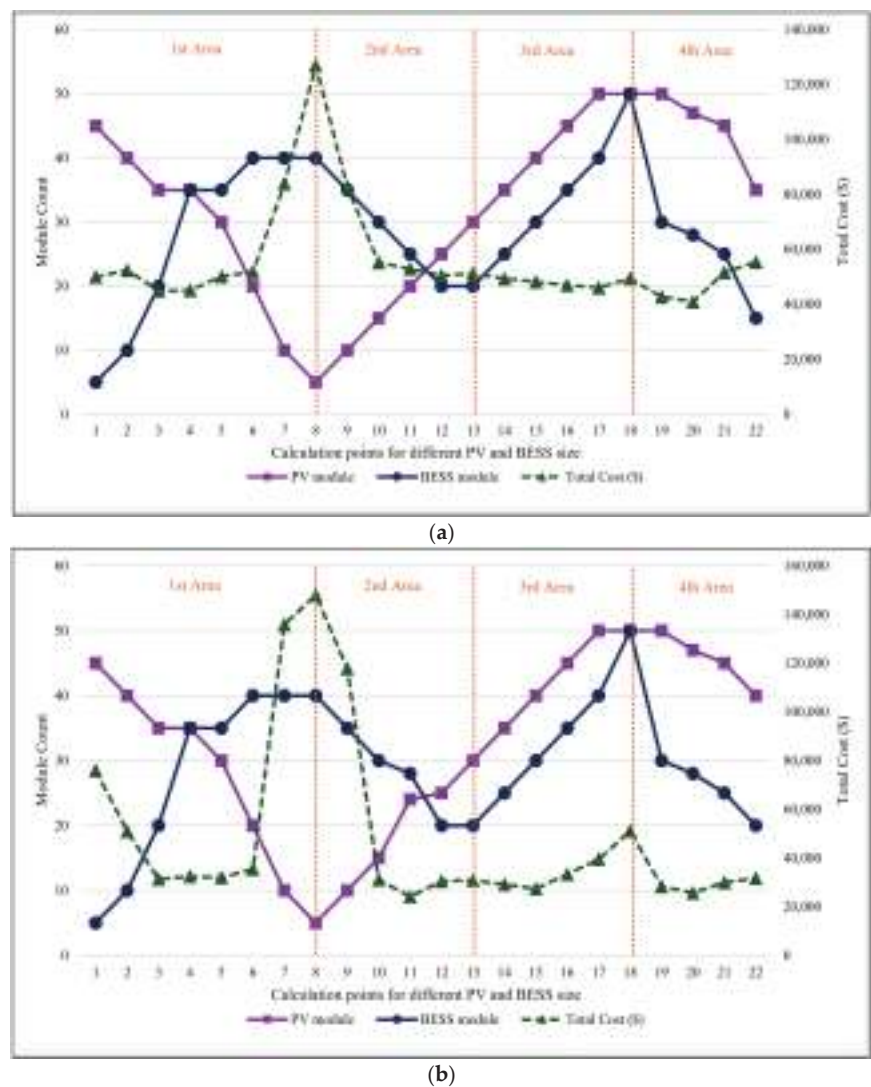 60
140,000
1st Area
2nd Area
3rd Area
4th Area
50
120,000
100,000
40
80,000
30
60,000
20
40,000
10
20,000
0
0
Module Count
Total Cost ($)
1 2 3 4 5 6 7 8 9 10 11 12 13 14 15 16 17 18 19 20 21 22
Calculation points for different PV and BESS size
PV module
BESS module
Total Cost ($)
(a)
60
160,000
1st Area
2nd Area
3rd Area
4th Area
140,000
50
120,000
40
100,000
30
80,000
60,000
20
40,000
10
20,000
0
0
Module Count
Total Cost ($)
1 2 3 4 5 6 7 8 9 10 11 12 13 14 15 16 17 18 19 20 21 22
Calculation points for different PV and BESS size
PV module
BESS module
Total Cost ($)
(b)